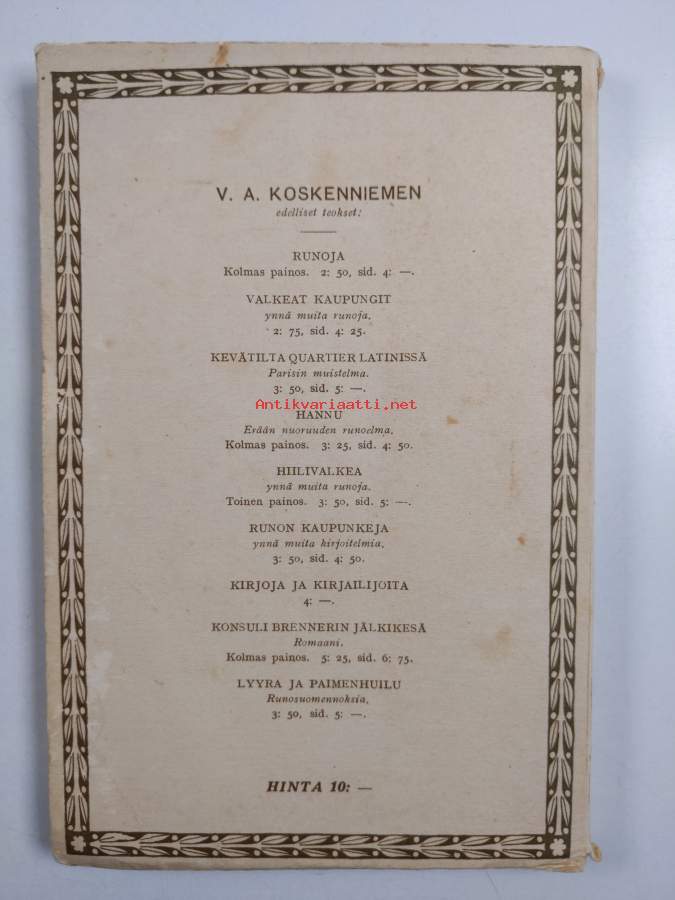 V. A. KOSKENNIEMEN
edelliset teokset:
RUNOJA
Kolmas painos. 2: 50, sid. 4: —.
VALKEAT KAUPUNGIT
ynnä muita runoja.
2: 75, sid. 4: 25.
KEVÄTILTA QUARTIER LATINISSA
Parisin muistelma.
3: 50, sid. 5: —.
Antikvariaatti.net
HANNU
Erään nuoruuden runoelma.
Kolmas painos. 3: 25, sid. 4: 50.
HIILIVALKEA
ynnä muita runoja.
Toinen painos. 3: 50, sid. 5: —.
RUNON KAUPUNKEJA
ynnä muita kirjoitelmia.
3: 50, sid. 4: 50.
KIRJOJA JA KIRJAILIJOITA
4: —.
KONSULI BRENNERIN JÄLKIKESÄ
Romaani.
Kolmas painos. 5: 25, sid. 6: 75.
LYYRA JA PAIMENHUILU
Runosuomennoksia.
3: 50, sid. 5: —.
HINTA 10: —